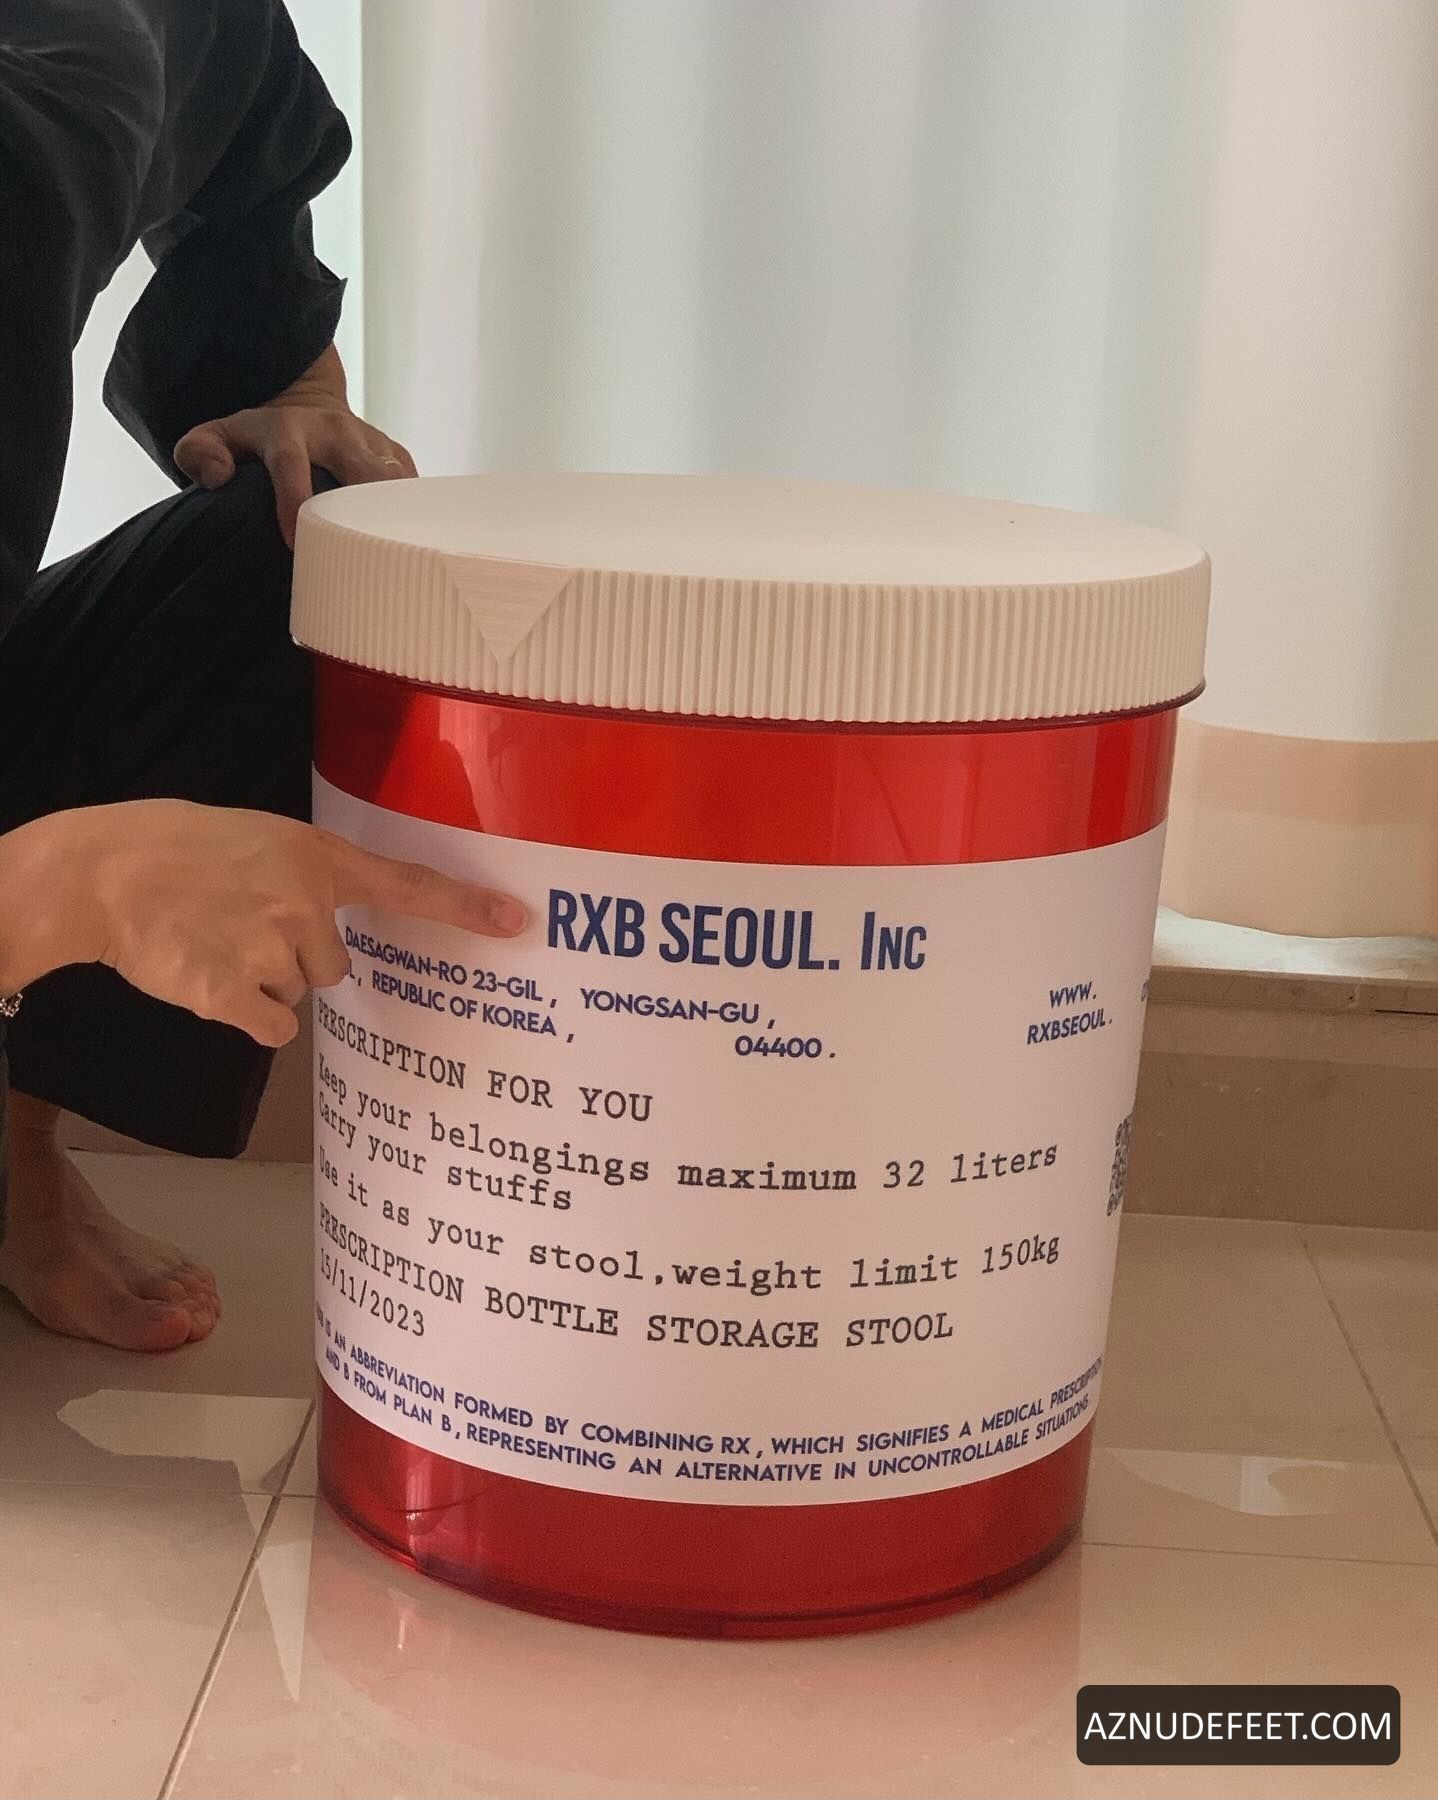 RXB SEOUL. INC
DAESAGWAN-RO 23-GIL, YONGSAN-GU,
REPUBLIC OF KOREA, 04400.
WWW.
RXBSEOUL.
PRESCRIPTION FOR YOU
Keep your belongings maximum 32 liters
Carry your stuffs
Use it as your stool,weight limit 150kg
PRESCRIPTION BOTTLE STORAGE STOOL
15/11/2023
IS AN ABBREVIATION FORMED BY COMBINING RX, WHICH SIGNIFIES A MEDICAL PRESCRIPTION
AND B FROM PLAN B, REPRESENTING AN ALTERNATIVE IN UNCONTROLLABLE SITUATIONS
AZNUDEFEET.COM